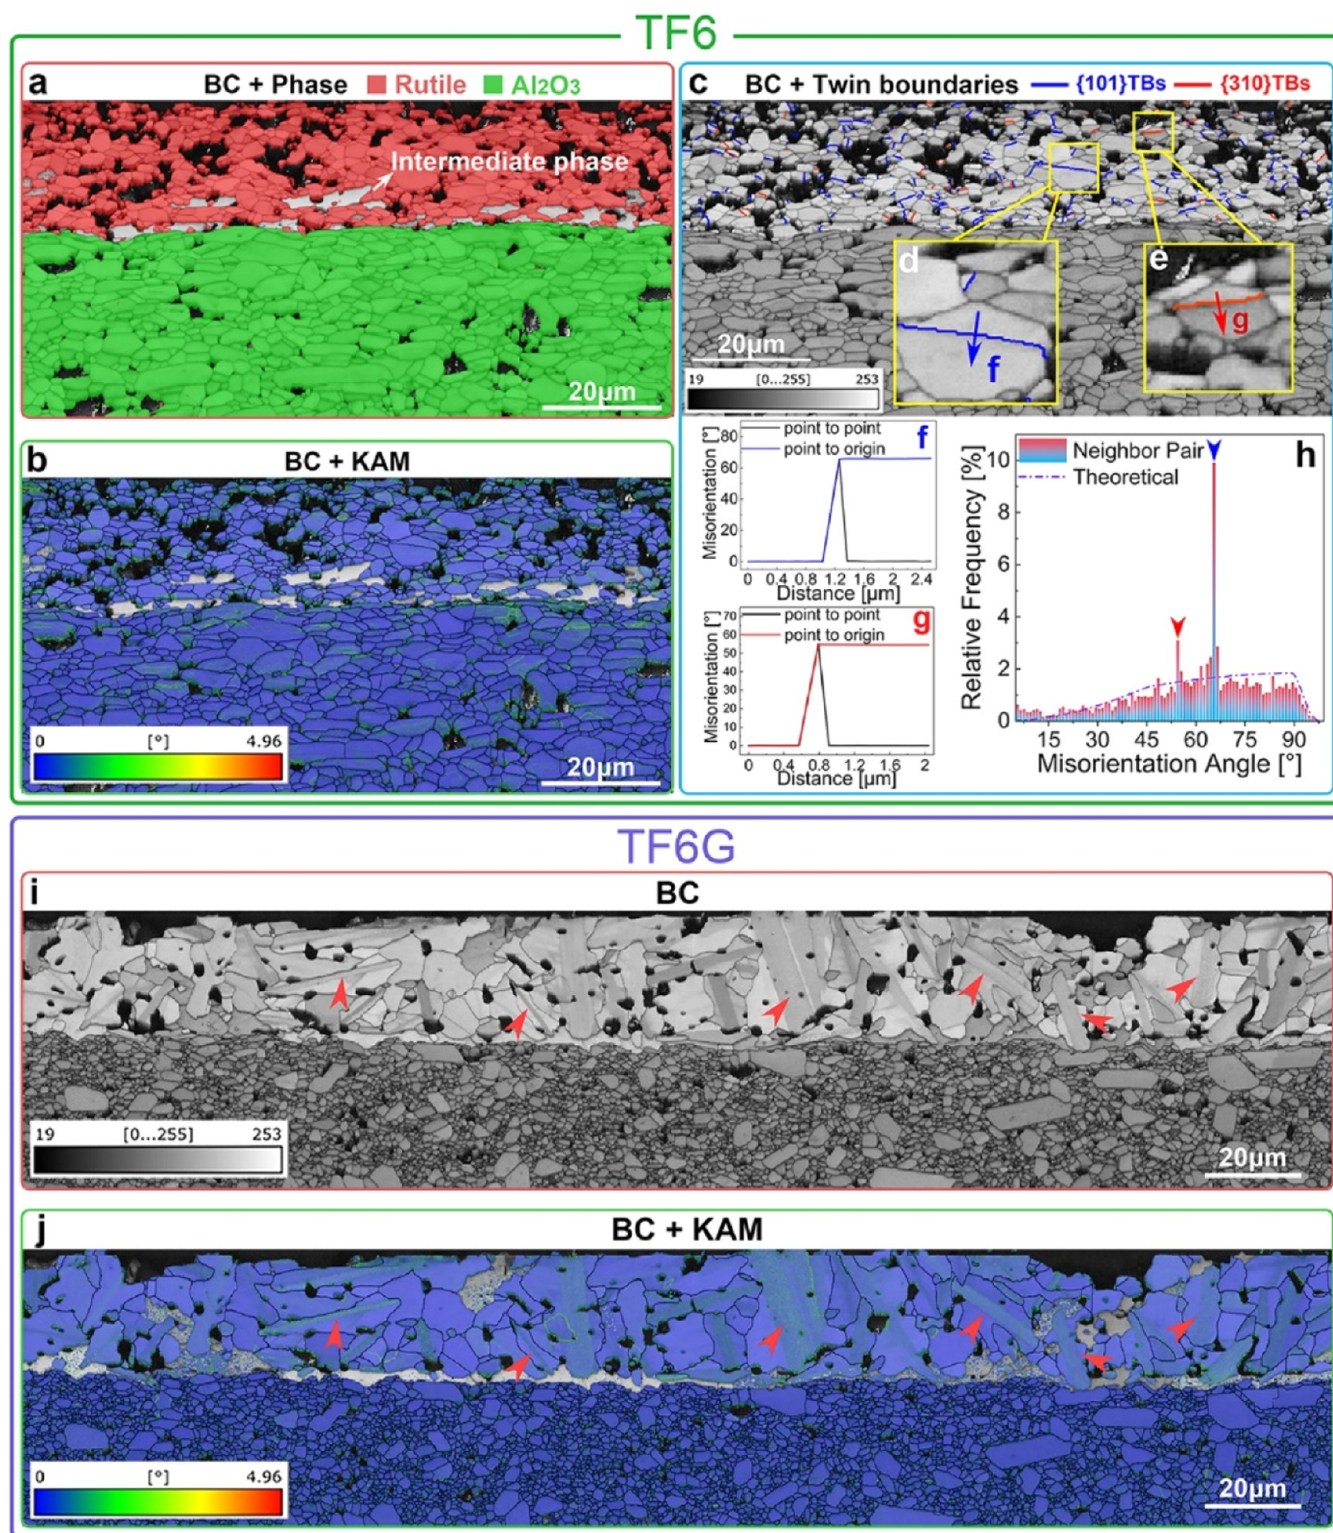 TF6
a BC + Phase Rutile Al2O3
Intermediate phase
20μm
b BC + KAM
0 [°] 4.96
20μm
c BC + Twin boundaries {101}TBs {310}TBs
d
e
f
g
20μm
19 [0...255] 253
f
point to point
point to origin
Misorientation [°]
80
60
40
20
0
0 0.4 0.8 1.2 1.6 2 2.4
Distance [μm]
g
point to point
point to origin
Misorientation [°]
70
60
50
40
30
20
10
0
0 0.4 0.8 1.2 1.6 2
Distance [μm]
h
Neighbor Pair
Theoretical
Relative Frequency [%]
10
8
6
4
2
0
15 30 45 60 75 90
Misorientation Angle [°]
TF6G
i BC
19 [0...255] 253
20μm
j BC + KAM
0 [°] 4.96
20μm